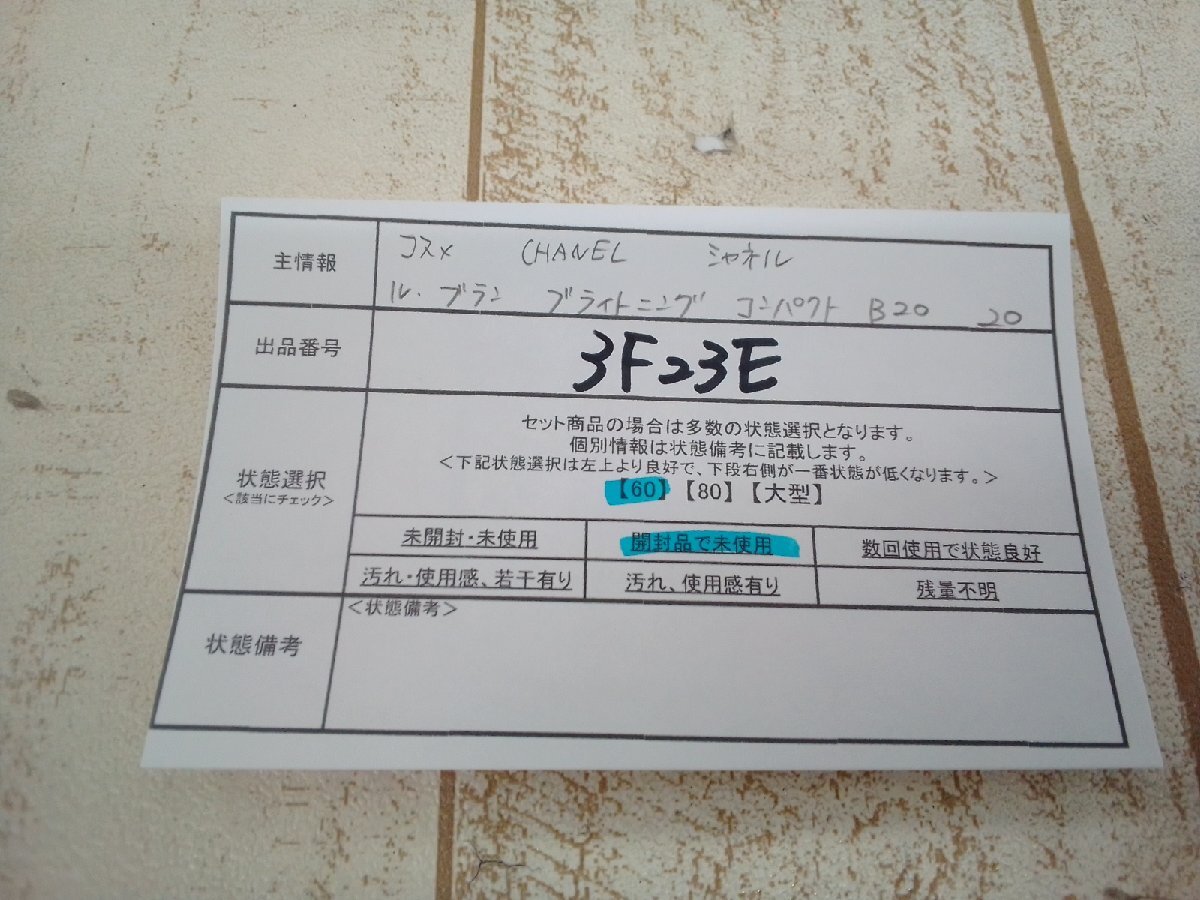 主情報
コスメ CHANEL シャネル
ル・ブラン ブライトニング コンパクト B20 20
出品番号
3F23E
状態選択
＜該当にチェック＞
セット商品の場合は多数の状態選択となります。
個別情報は状態備考に記載します。
＜下記状態選択は左上より良好で、下段右側が一番状態が低くなります。＞
【60】【80】【大型】
未開封・未使用 開封品で未使用 数回使用で状態良好
汚れ・使用感、若干有り 汚れ、使用感有り 残量不明
状態備考
＜状態備考＞